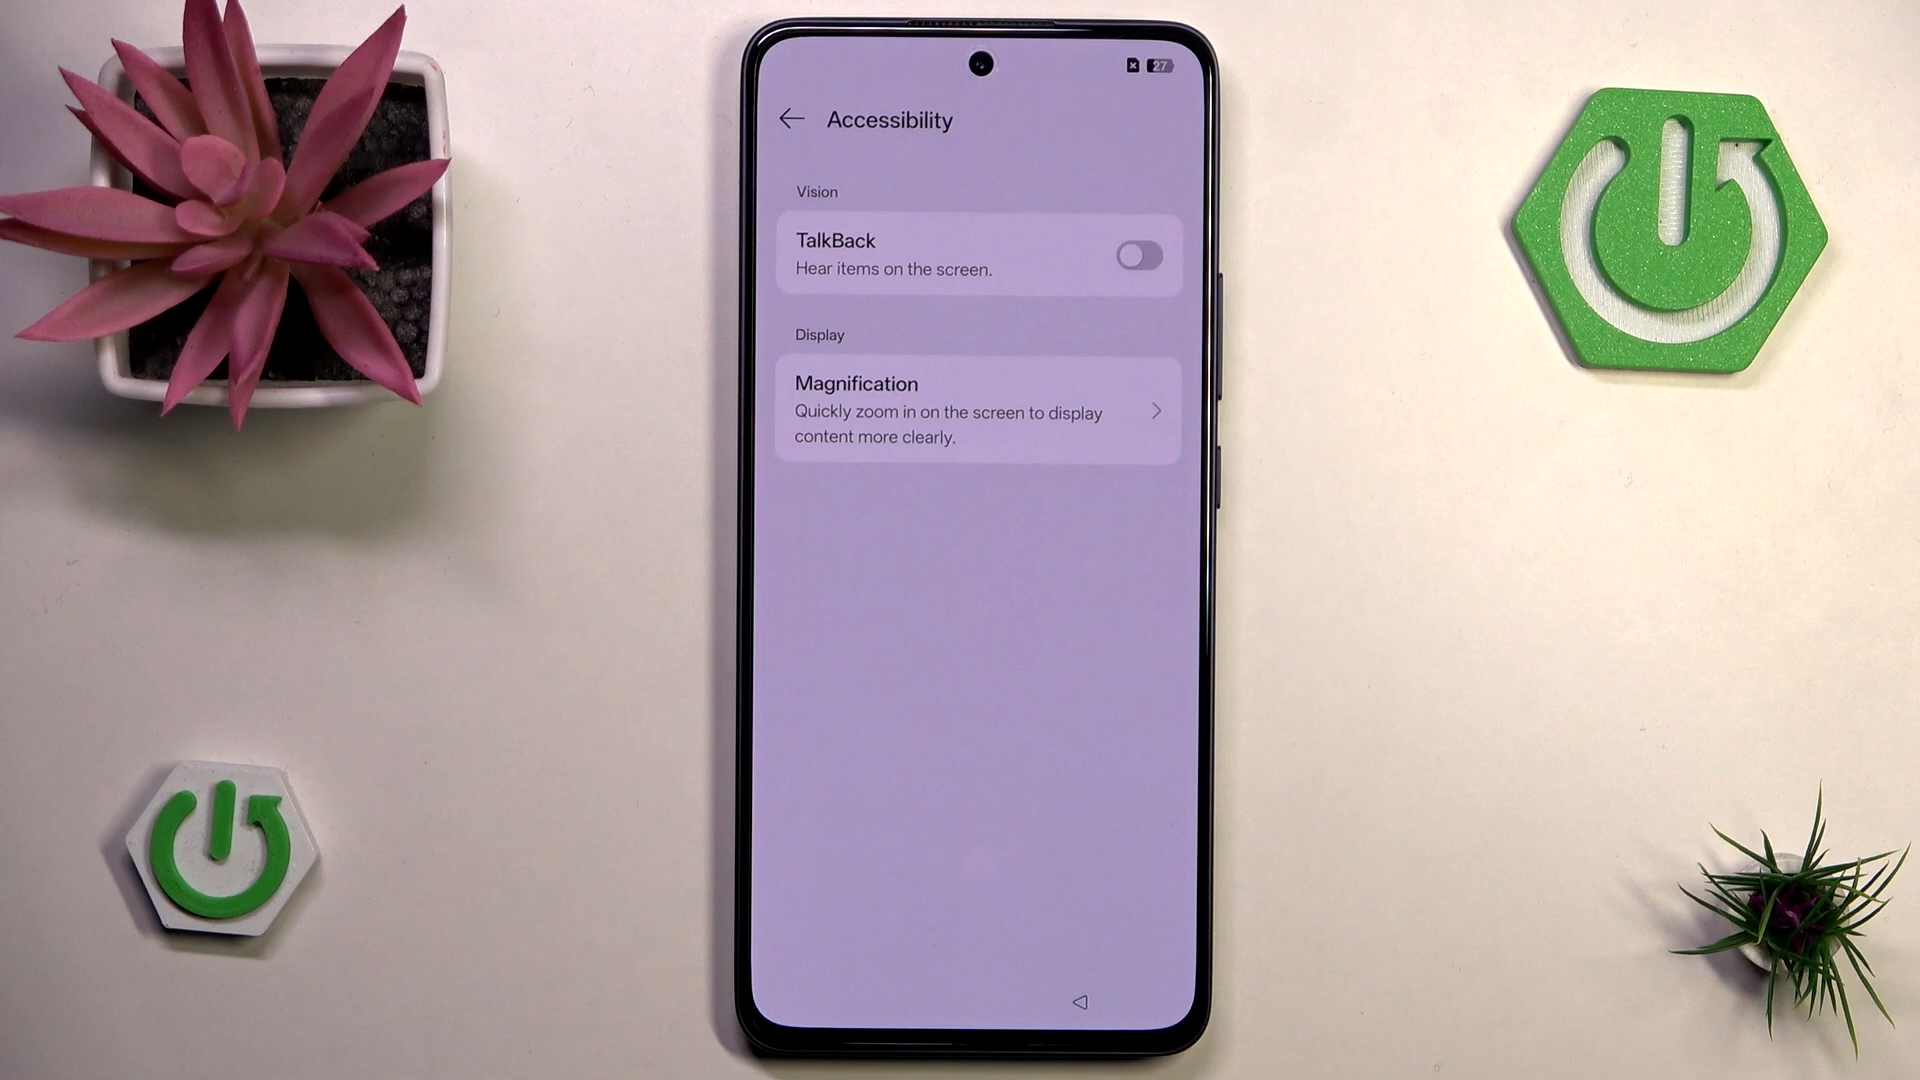 27
Accessibility
Vision
TalkBack
Hear items on the screen.
Display
Magnification
Quickly zoom in on the screen to display
content more clearly.